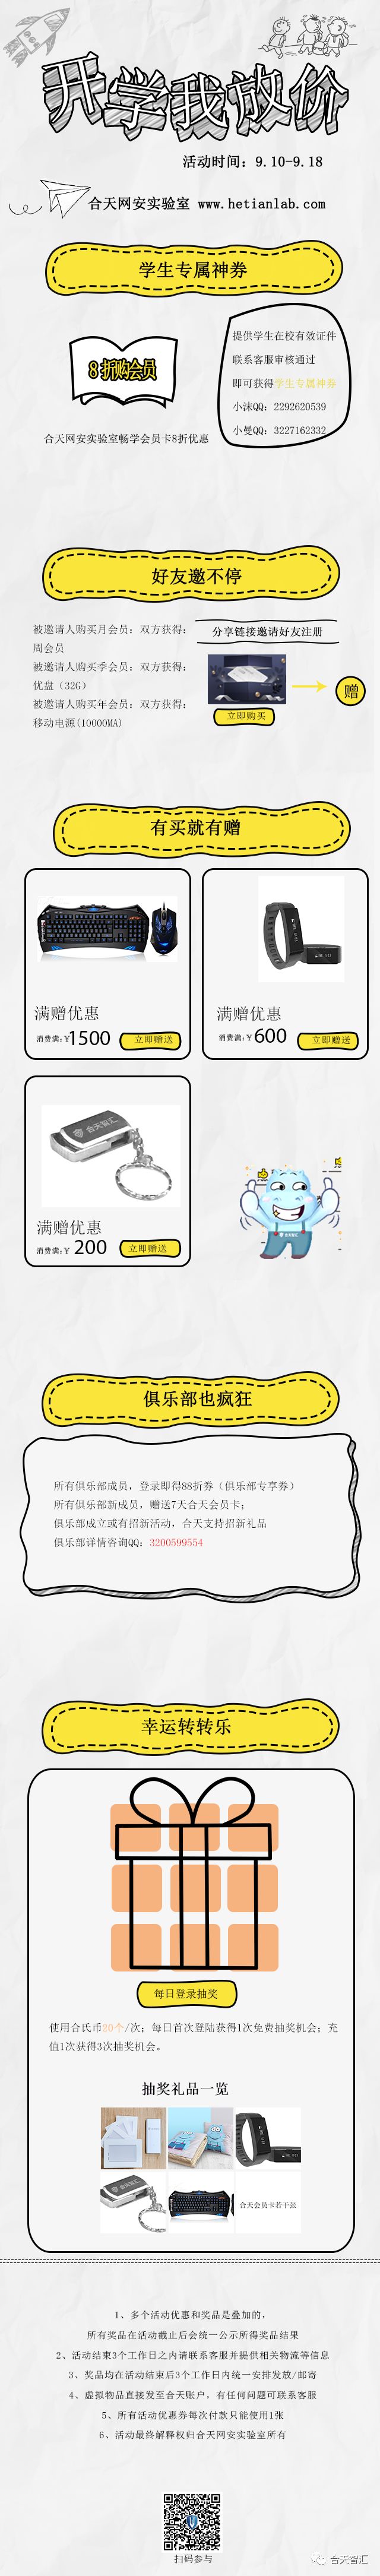 开学我放价
活动时间：9.10-9.18
合天网安实验室 www.hetianlab.com
学生专属神券
8折购会员
合天网安实验室畅学会员卡8折优惠
提供学生在校有效证件
联系客服审核通过
即可获得学生专属神券
小沫QQ：2292620539
小曼QQ：3227162332
好友邀不停
被邀请人购买月会员：双方获得：
周会员
被邀请人购买季会员：双方获得：
优盘（32G）
被邀请人购买年会员：双方获得：
移动电源(10000MA)
分享链接邀请好友注册
立即购买
赠
有买就有赠
满赠优惠
消费满:￥1500
立即赠送
满赠优惠
消费满:￥600
立即赠送
合天智汇
满赠优惠
消费满:￥200
立即赠送
俱乐部也疯狂
所有俱乐部成员，登录即得88折券（俱乐部专享券）
所有俱乐部新成员，赠送7天合天会员卡；
俱乐部成立或有招新活动，合天支持招新礼品
俱乐部详情咨询QQ：3200599554
幸运转转乐
每日登录抽奖
使用合氏币20个/次；每日首次登陆获得1次免费抽奖机会；充
值1次获得3次抽奖机会。
抽奖礼品一览
合天会员卡若干张
1、多个活动优惠和奖品是叠加的，
所有奖品在活动截止后会统一公示所得奖品结果
2、活动结束3个工作日之内请联系客服并提供相关物流等信息
3、奖品均在活动结束后3个工作日内统一安排发放/邮寄
4、虚拟物品直接发至合天账户，有任何问题可联系客服
5、所有活动优惠券每次付款只能使用1张
6、活动最终解释权归合天网安实验室所有
扫码参与
合天智汇